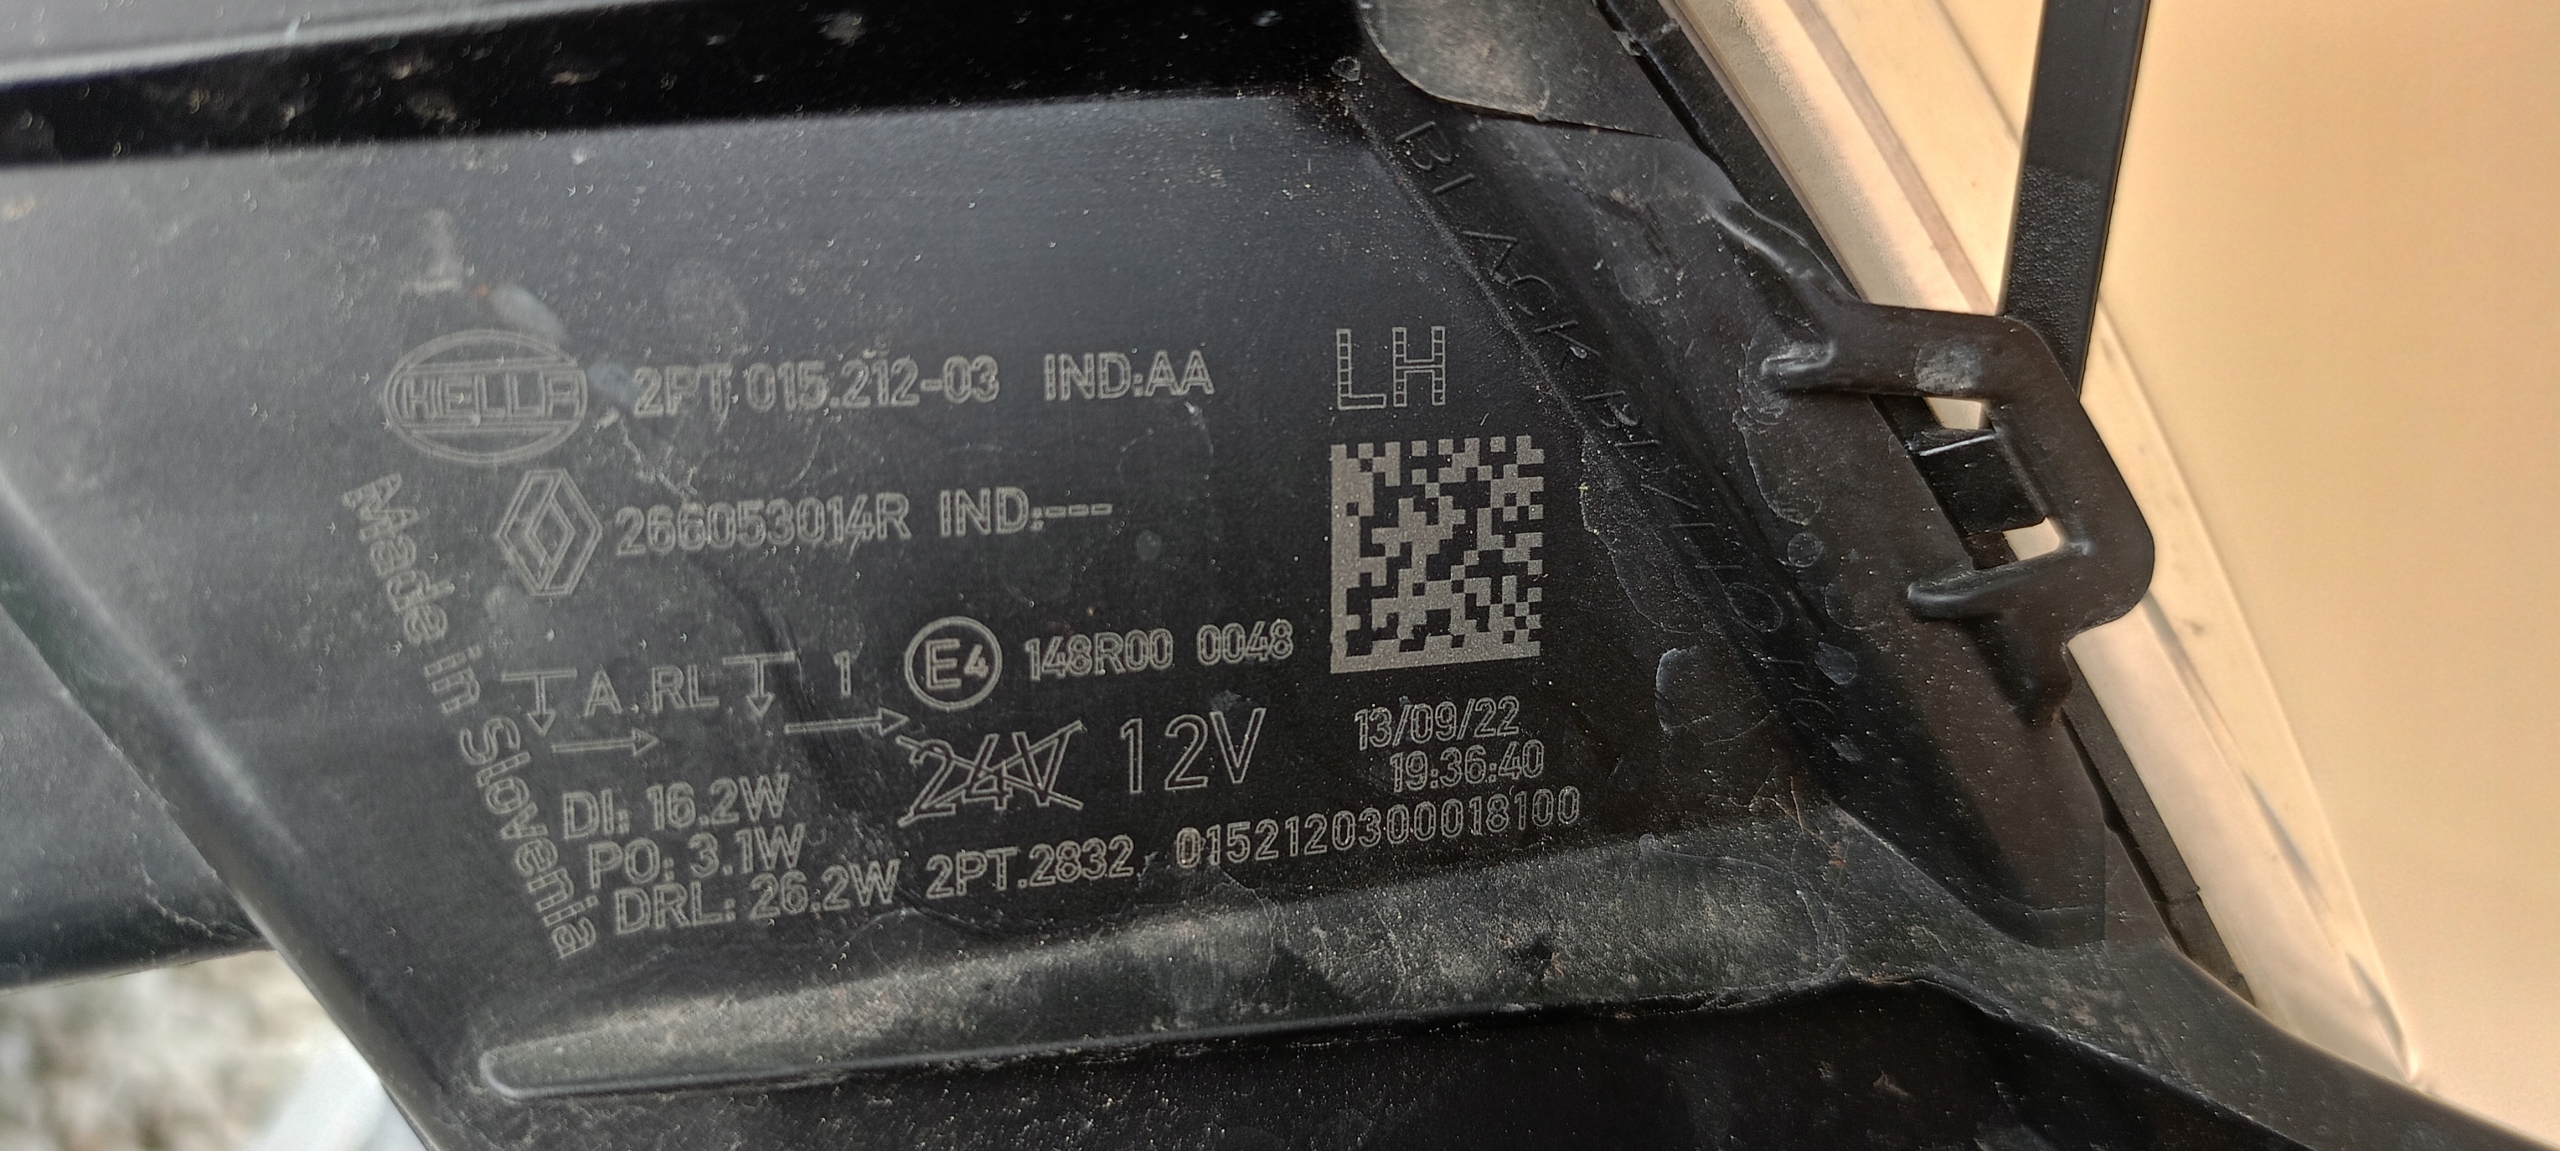 HELLA 2PT.015.212-03 IND:AA LH
266053014R IND:---
Made in Slovenia
A RL 1 E4 148R00 0048
24V 12V
13/09/22
19:36:40
DI: 16.2W
PO: 3.1W
DRL: 26.2W 2PT.2832 0152120300018100
BLACK